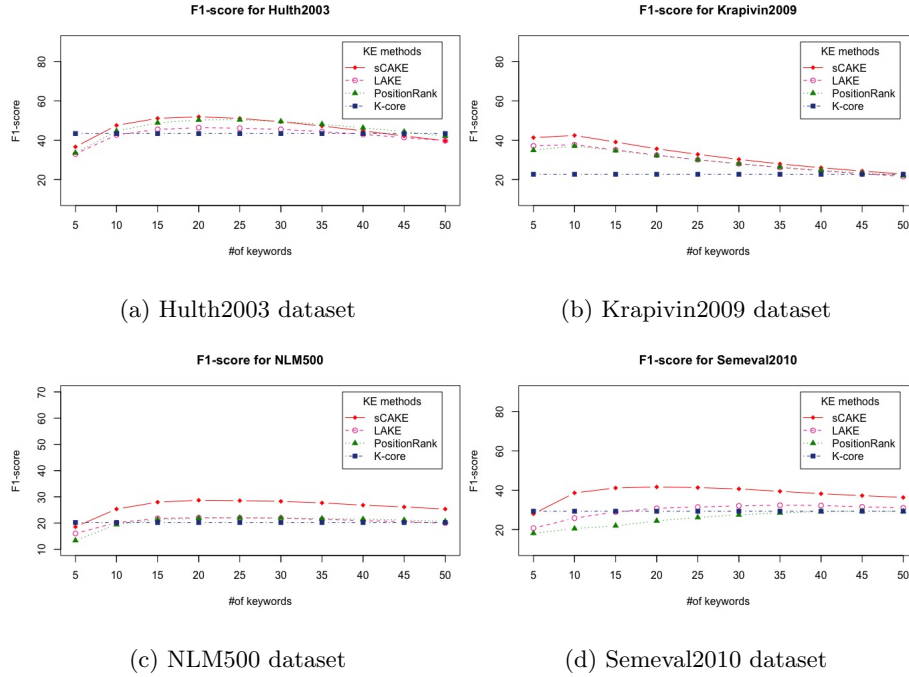 F1-score for Hulth2003
F1-score
80
60
40
20
KE methods
sCAKE
LAKE
PositionRank
K-core
5 10 15 20 25 30 35 40 45 50
#of keywords
(a) Hulth2003 dataset
F1-score for Krapivin2009
F1-score
80
60
40
20
KE methods
sCAKE
LAKE
PositionRank
K-core
5 10 15 20 25 30 35 40 45 50
#of keywords
(b) Krapivin2009 dataset
F1-score for NLM500
F1-score
70
60
50
40
30
20
10
KE methods
sCAKE
LAKE
PositionRank
K-core
5 10 15 20 25 30 35 40 45 50
#of keywords
(c) NLM500 dataset
F1-score for Semeval2010
F1-score
80
60
40
20
KE methods
sCAKE
LAKE
PositionRank
K-core
5 10 15 20 25 30 35 40 45 50
#of keywords
(d) Semeval2010 dataset